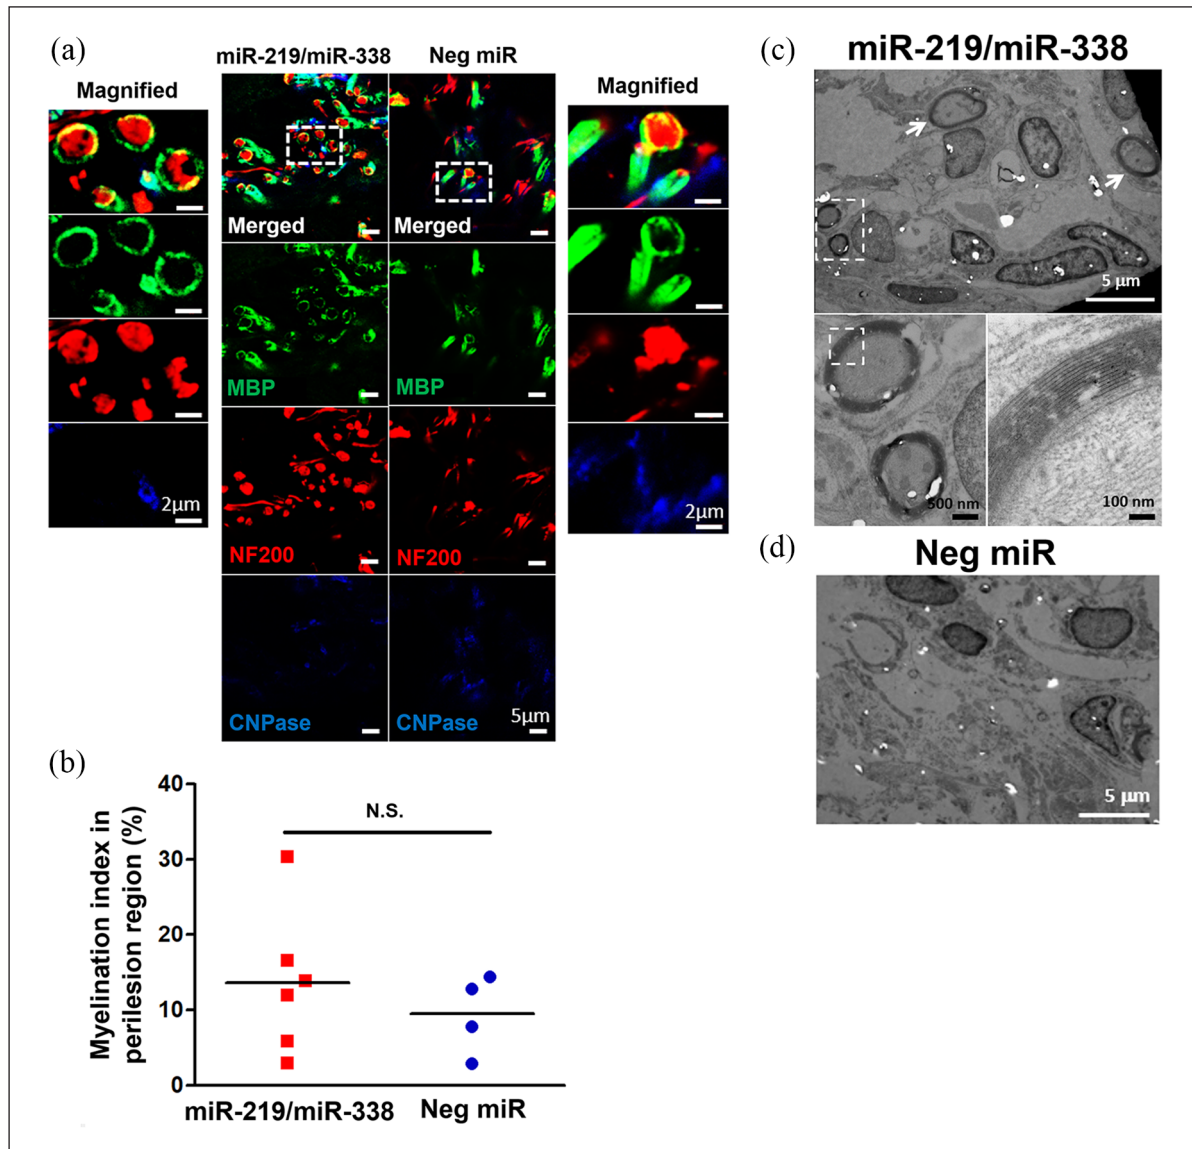 (a)
miR-219/miR-338
Neg miR
Magnified
Magnified
Merged
Merged
MBP
MBP
NF200
NF200
2µm
2µm
CNPase
CNPase
5µm
(b)
Myelination index in
perilesion region (%)
40
30
20
10
0
N.S.
miR-219/miR-338
Neg miR
(c)
miR-219/miR-338
5 µm
500 nm
100 nm
(d)
Neg miR
5 µm